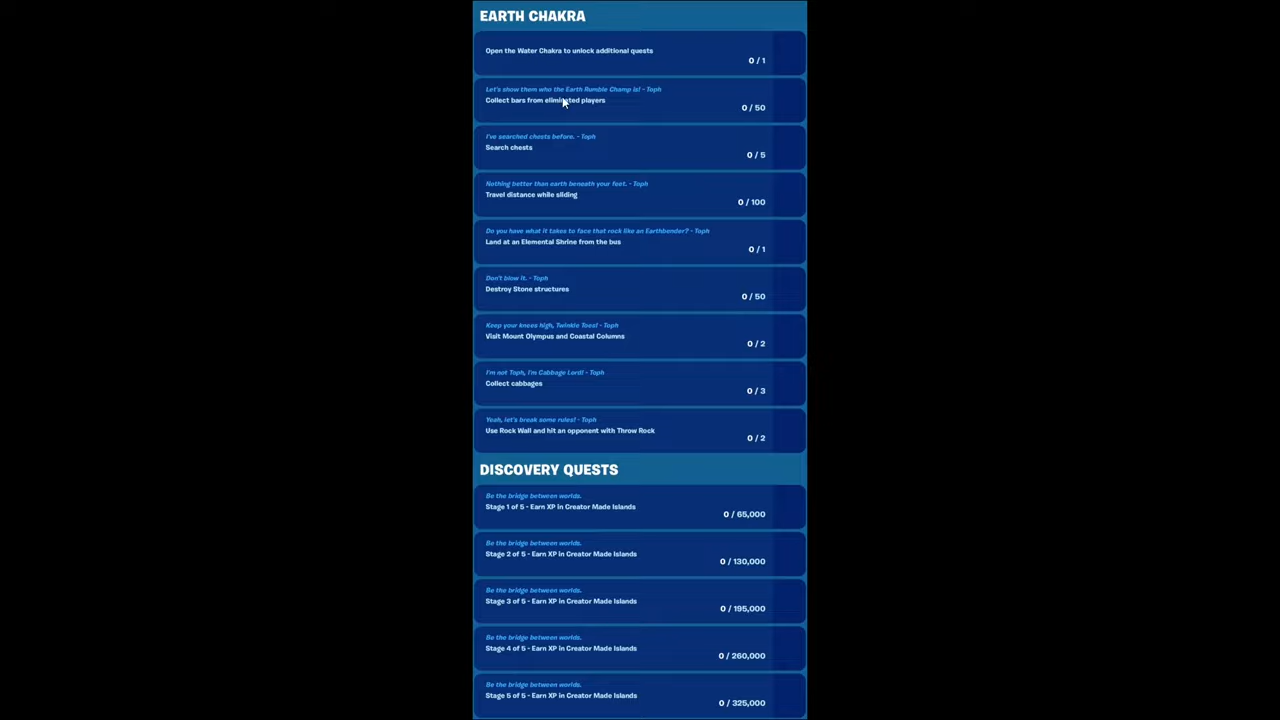 EARTH CHAKRA
Open the Water Chakra to unlock additional quests
0 / 1
Let's show them who the Earth Rumble Champ is! - Toph
Collect bars from eliminated players
0 / 50
I've searched chests before. - Toph
Search chests
0 / 5
Nothing better than earth beneath your feet. - Toph
Travel distance while sliding
0 / 100
Do you have what it takes to face that rock like an Earthbender? - Toph
Land at an Elemental Shrine from the bus
0 / 1
Don't blow it. - Toph
Destroy Stone structures
0 / 50
Keep your knees high, Twinkle Toes! - Toph
Visit Mount Olympus and Coastal Columns
0 / 2
I'm not Toph, I'm Cabbage Lord! - Toph
Collect cabbages
0 / 3
Yeah, let's break some rules! - Toph
Use Rock Wall and hit an opponent with Throw Rock
0 / 2
DISCOVERY QUESTS
Be the bridge between worlds.
Stage 1 of 5 - Earn XP in Creator Made Islands
0 / 65,000
Be the bridge between worlds.
Stage 2 of 5 - Earn XP in Creator Made Islands
0 / 130,000
Be the bridge between worlds.
Stage 3 of 5 - Earn XP in Creator Made Islands
0 / 195,000
Be the bridge between worlds.
Stage 4 of 5 - Earn XP in Creator Made Islands
0 / 260,000
Be the bridge between worlds.
Stage 5 of 5 - Earn XP in Creator Made Islands
0 / 325,000